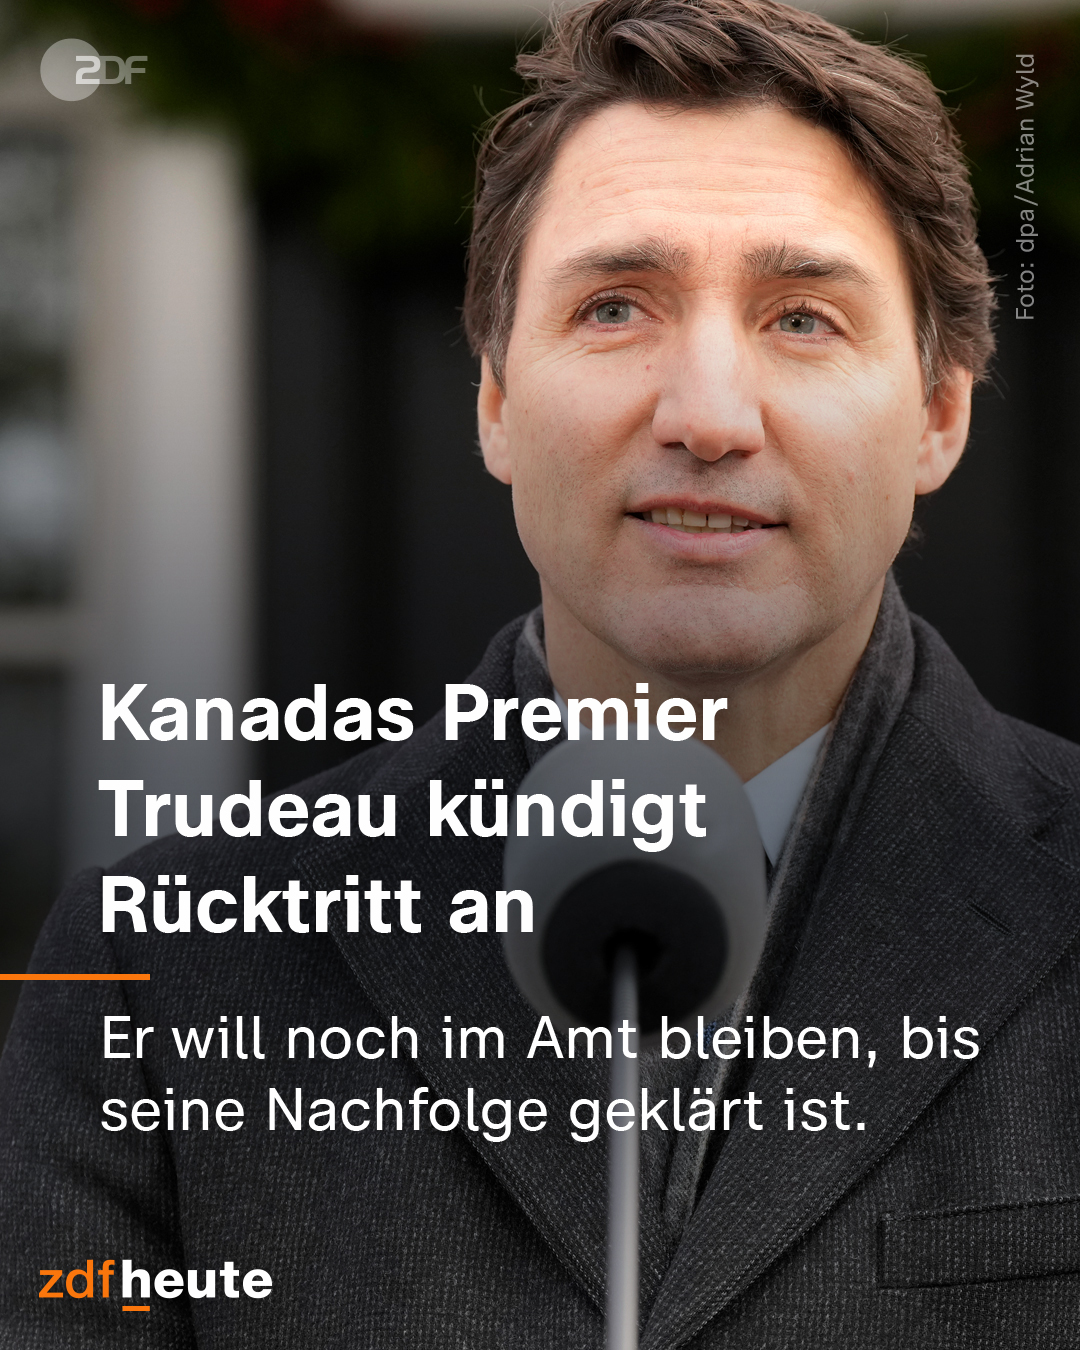 ZDF
Foto: dpa/Adrian Wyld
Kanadas Premier
Trudeau kündigt
Rücktritt an
Er will noch im Amt bleiben, bis
seine Nachfolge geklärt ist.
zdfheute